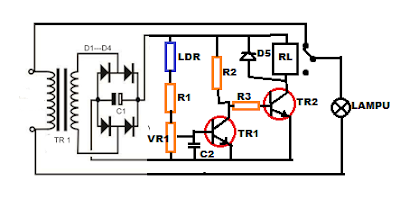 D1—D4
LDR
D5
RL
R2
R1
R3
C1
TR2
LAMPU
TR 1
VR1
TR1
C2